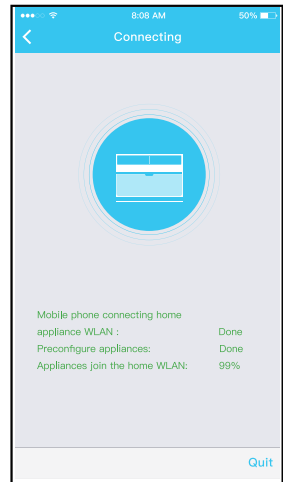 8:08 AM
50%
Connecting
Mobile phone connecting home
appliance WLAN : Done
Preconfigure appliances: Done
Appliances join the home WLAN: 99%
Quit